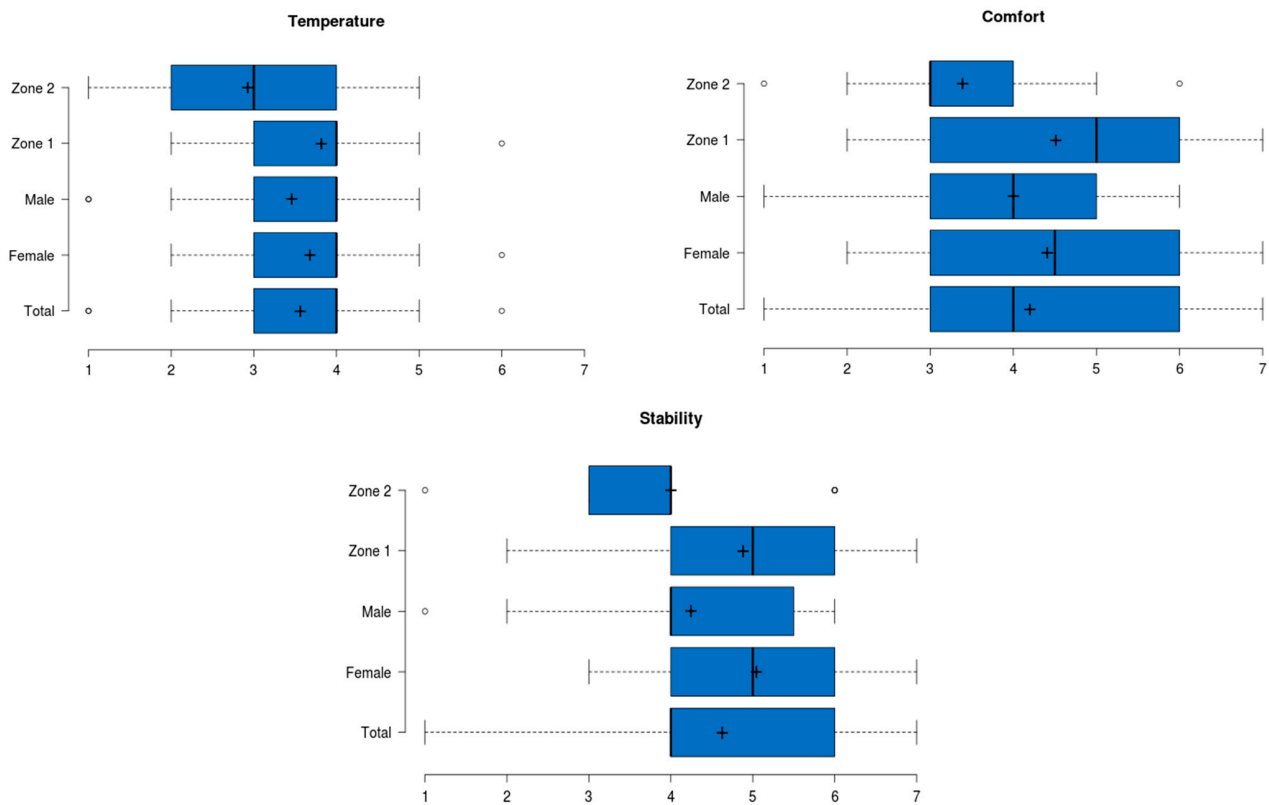 Temperature
Zone 2
Zone 1
Male
Female
Total
1 2 3 4 5 6 7
Comfort
Zone 2
Zone 1
Male
Female
Total
1 2 3 4 5 6 7
Stability
Zone 2
Zone 1
Male
Female
Total
1 2 3 4 5 6 7